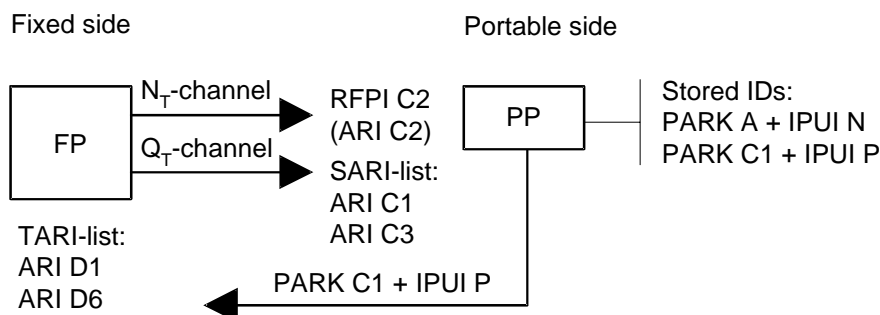 Fixed side
Portable side
N_T-channel
RFPI C2
(ARI C2)
FP
Q_T-channel
SARI-list:
ARI C1
ARI C3
PP
Stored IDs:
PARK A + IPUI N
PARK C1 + IPUI P
TARI-list:
ARI D1
ARI D6
PARK C1 + IPUI P